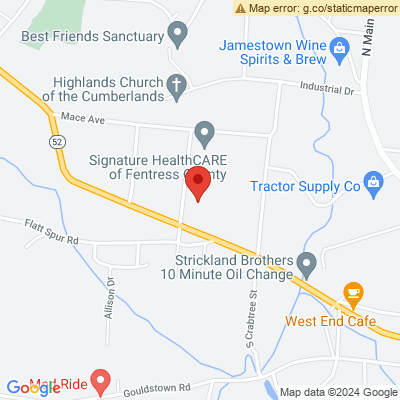 Map error: g.co/staticmaperror
Best Friends Sanctuary
Jamestown Wine
Spirits & Brew
N Main
Highlands Church
of the Cumberlands
Industrial Dr
Mace Ave
52
Signature HealthCARE
of Fentress County
Tractor Supply Co
Flatt Spur Rd
Strickland Brothers
10 Minute Oil Change
Allison Dr
S Crabtree St
West End Cafe
Google
Ride
Gouldstown Rd
Map data ©2024 Google